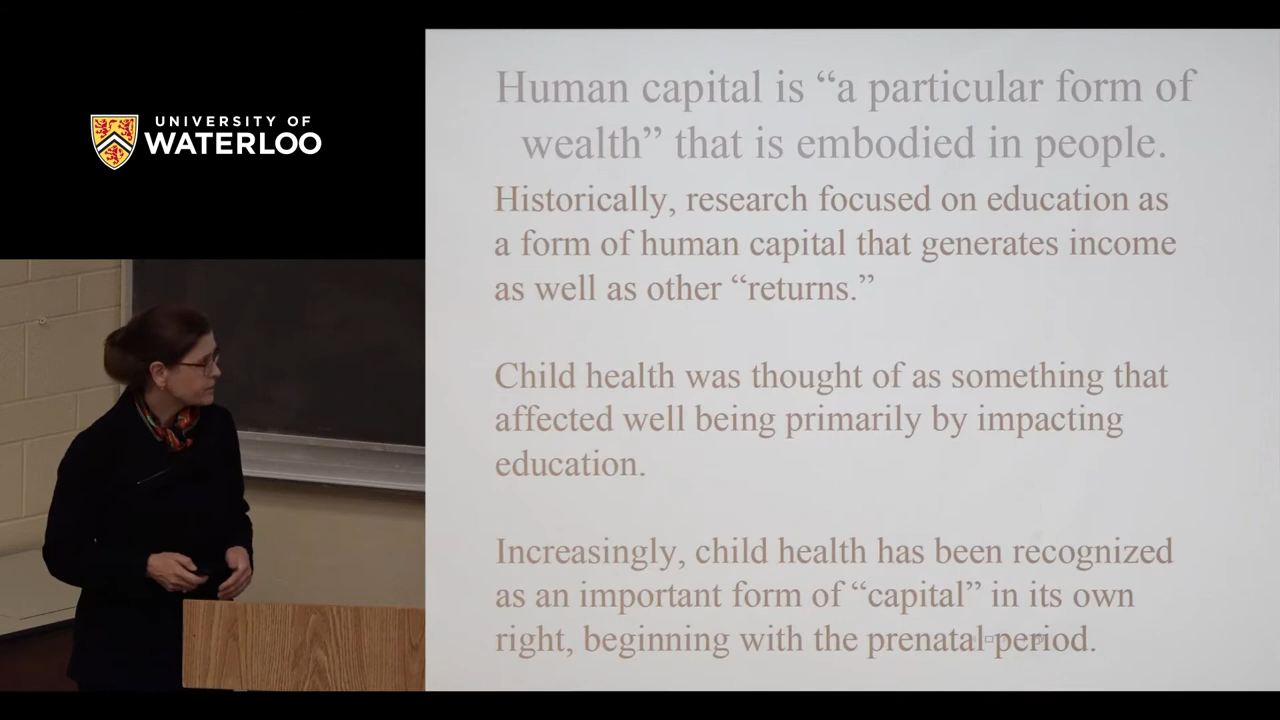 UNIVERSITY OF
WATERLOO
Human capital is “a particular form of
wealth” that is embodied in people.
Historically, research focused on education as
a form of human capital that generates income
as well as other “returns.”
Child health was thought of as something that
affected well being primarily by impacting
education.
Increasingly, child health has been recognized
as an important form of “capital” in its own
right, beginning with the prenatal period.